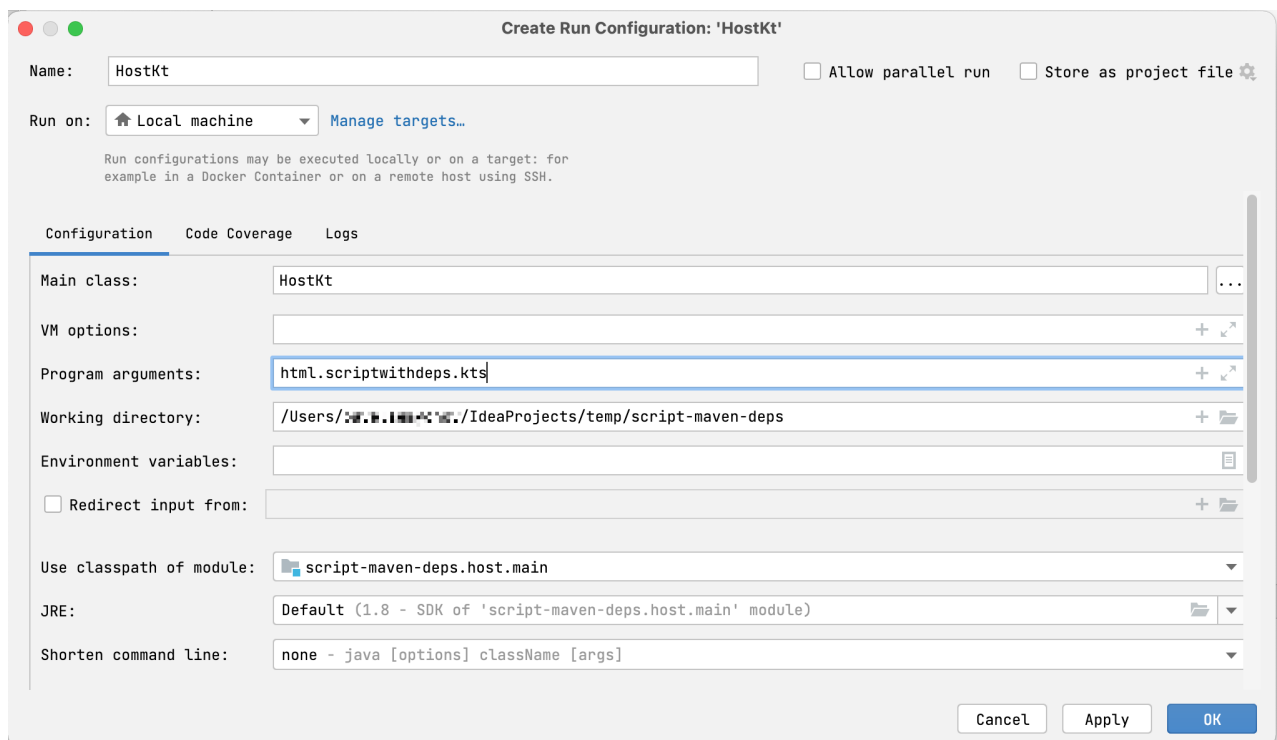 Create Run Configuration: 'HostKt'
Name: HostKt Allow parallel run Store as project file
Run on: Local machine Manage targets…
Run configurations may be executed locally or on a target: for
example in a Docker Container or on a remote host using SSH.
Configuration Code Coverage Logs
Main class: HostKt ...
VM options:
Program arguments: html.scriptwithdeps.kts
Working directory: /Users/ /IdeaProjects/temp/script-maven-deps
Environment variables:
Redirect input from:
Use classpath of module: script-maven-deps.host.main
JRE: Default (1.8 - SDK of 'script-maven-deps.host.main' module)
Shorten command line: none - java [options] className [args]
Cancel Apply OK